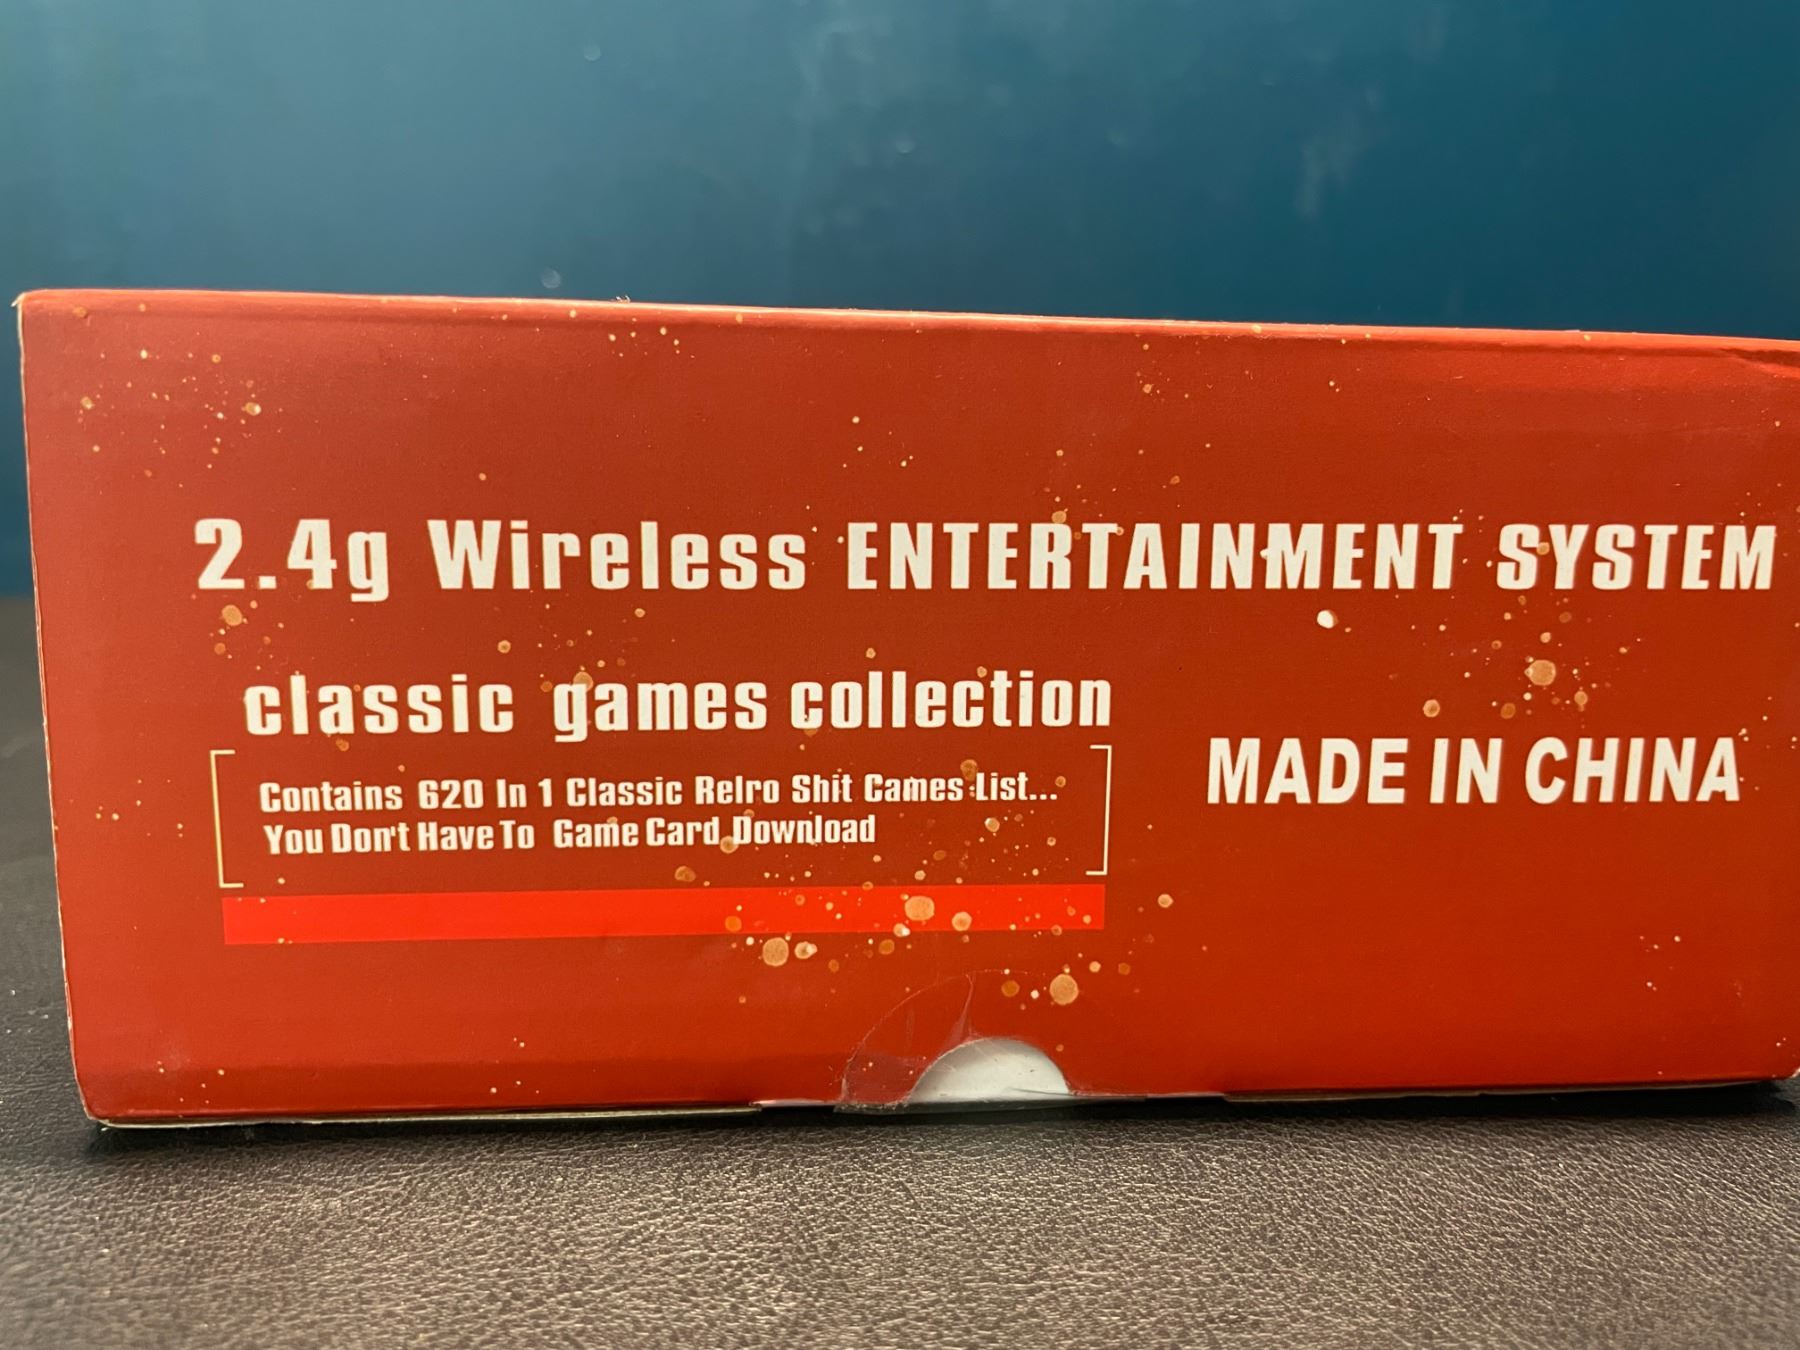 2.4g Wireless ENTERTAINMENT SYSTEM
classic games collection
Contains 620 In 1 Classic Relro Shit Cames List...
You Don't Have To Game Card Download
MADE IN CHINA